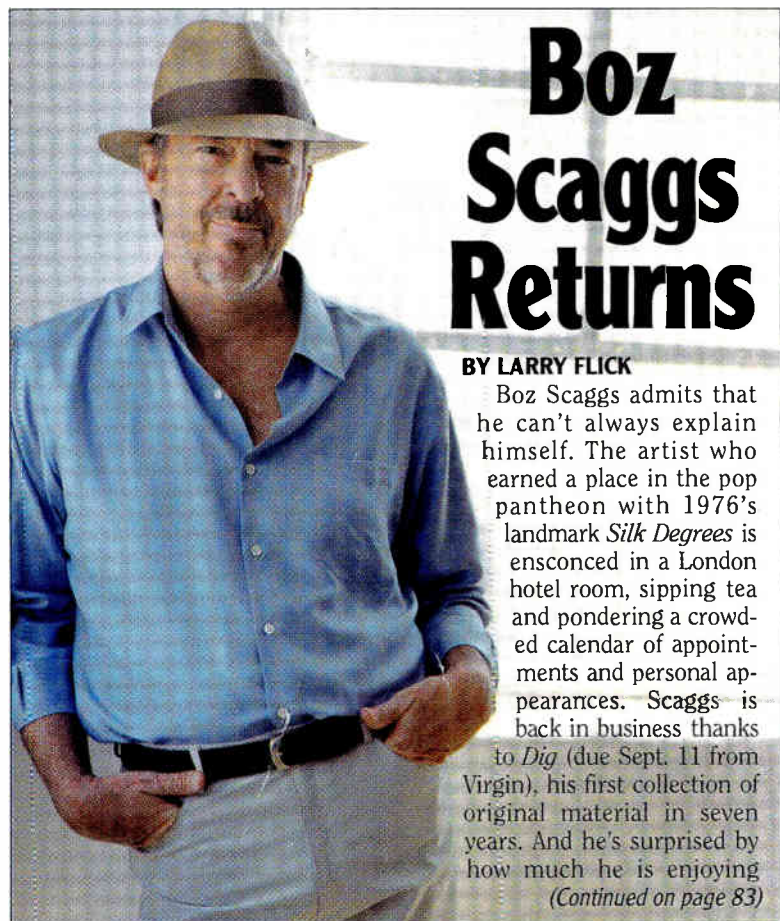 Boz
Scaggs
Returns
BY LARRY FLICK
Boz Scaggs admits that
he can't always explain
himself. The artist who
earned a place in the pop
pantheon with 1976's
landmark Silk Degrees is
ensconced in a London
hotel room, sipping tea
and pondering a crowd-
ed calendar of appoint-
ments and personal ap-
pearances. Scaggs is
back in business thanks
to Dig (due Sept. 11 from
Virgin), his first collection of
original material in seven
years. And he's surprised by
how much he is enjoying
(Continued on page 83)